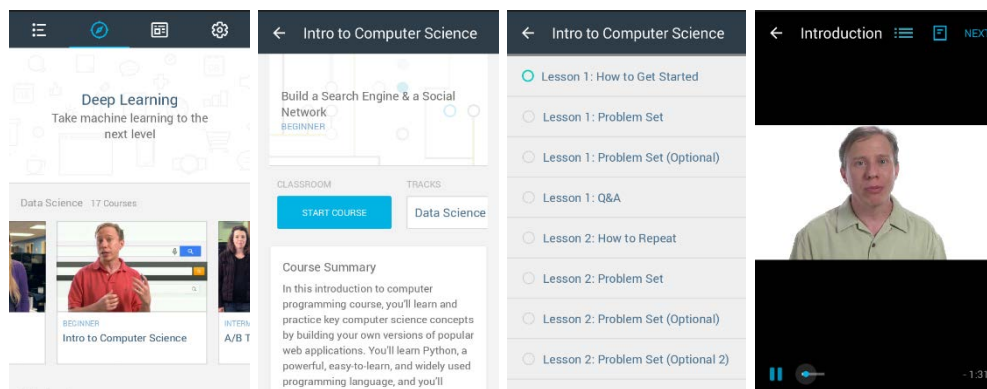 Deep Learning
Take machine learning to the
next level
Data Science 17 Courses
BEGINNER
Intro to Computer Science
INTERM
A/B T
Intro to Computer Science
Build a Search Engine & a Social
Network
BEGINNER
CLASSROOM
TRACKS
START COURSE
Data Science
Course Summary
In this introduction to computer
programming course, you'll learn and
practice key computer science concepts
by building your own versions of popular
web applications. You'll learn Python, a
powerful, easy-to-learn, and widely used
programming language, and you'll
Intro to Computer Science
Lesson 1: How to Get Started
Lesson 1: Problem Set
Lesson 1: Problem Set (Optional)
Lesson 1: Q&A
Lesson 2: How to Repeat
Lesson 2: Problem Set
Lesson 2: Problem Set (Optional)
Lesson 2: Problem Set (Optional 2)
Introduction
NEXT
- 1:31